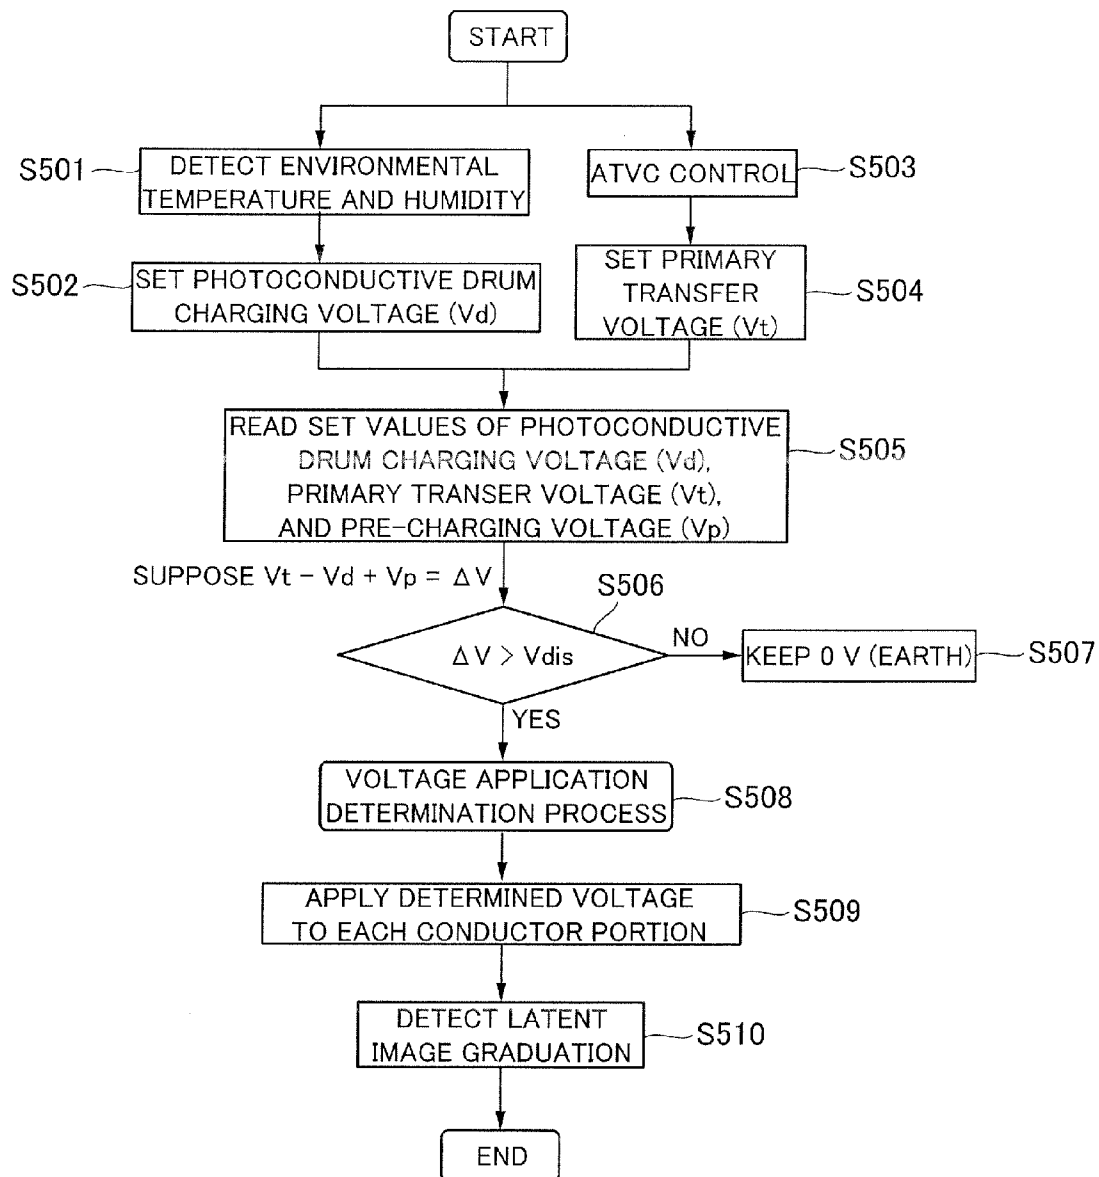 START
S501
DETECT ENVIRONMENTAL
TEMPERATURE AND HUMIDITY
ATVC CONTROL
S503
S502
SET PHOTOCONDUCTIVE DRUM
CHARGING VOLTAGE (Vd)
SET PRIMARY
TRANSFER
VOLTAGE (Vt)
S504
READ SET VALUES OF PHOTOCONDUCTIVE
DRUM CHARGING VOLTAGE (Vd),
PRIMARY TRANSER VOLTAGE (Vt),
AND PRE-CHARGING VOLTAGE (Vp)
S505
SUPPOSE Vt - Vd + Vp = ΔV
S506
ΔV > Vdis
NO
KEEP 0 V (EARTH)
S507
YES
VOLTAGE APPLICATION
DETERMINATION PROCESS
S508
APPLY DETERMINED VOLTAGE
TO EACH CONDUCTOR PORTION
S509
DETECT LATENT
IMAGE GRADUATION
S510
END